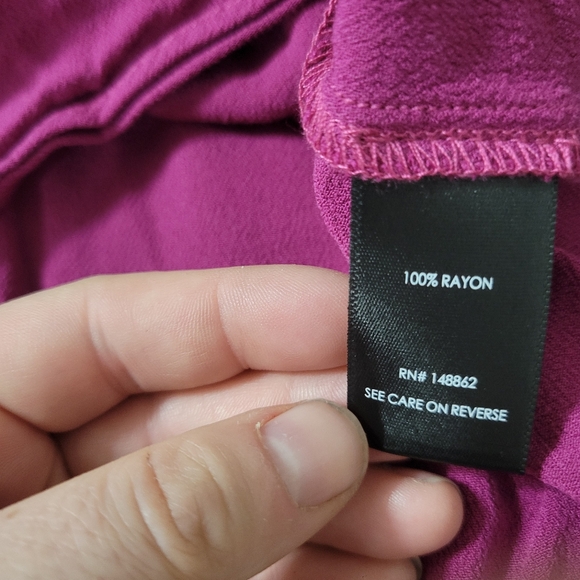 100% RAYON
RN# 148862
SEE CARE ON REVERSE